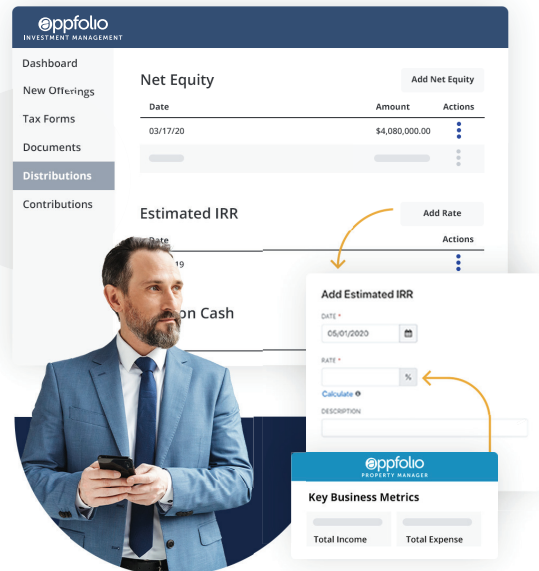 appfolio
INVESTMENT MANAGEMENT
Dashboard
New Offerings
Tax Forms
Documents
Distributions
Contributions
Net Equity
Add Net Equity
Date Amount Actions
03/17/20 $4,080,000.00
Estimated IRR
Add Rate
Date Actions
19
on Cash
Add Estimated IRR
DATE *
05/01/2020
RATE *
%
Calculate
DESCRIPTION
appfolio
PROPERTY MANAGER
Key Business Metrics
Total Income Total Expense